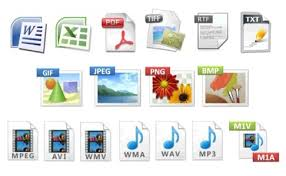 W X PDF TIFF RTF TXT
GIF JPEG PNG BMP
MPEG AVI WMV WMA WAV MP3 M1V
M1A